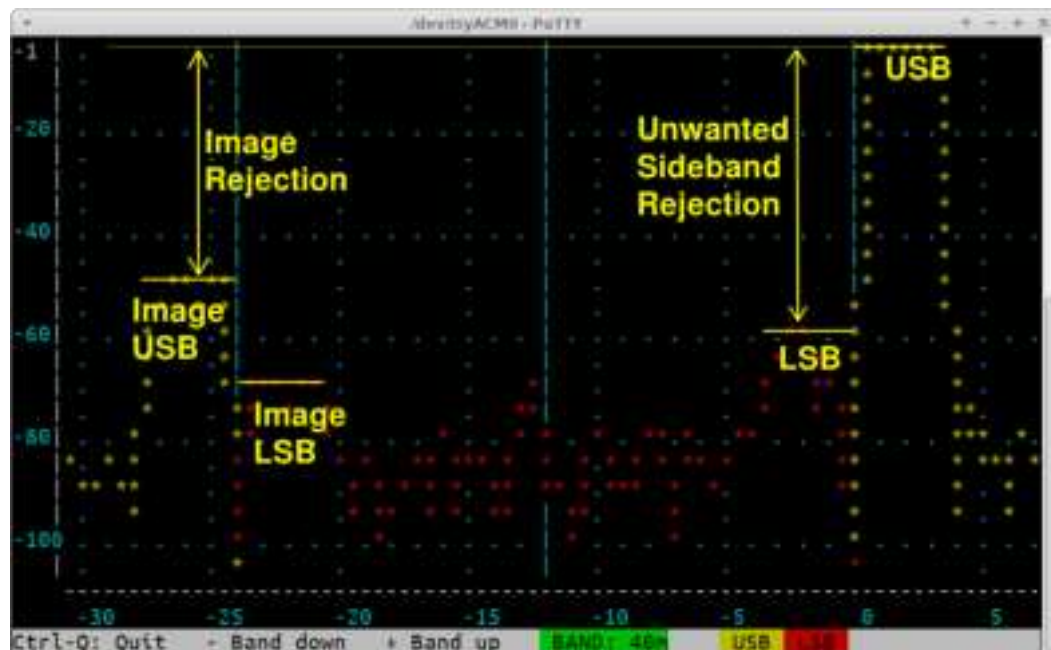 /dev/ttyACM0 - PuTTY
-1
USB
-20
Image
Rejection
Unwanted
Sideband
Rejection
-40
Image
USB
-60
LSB
Image
LSB
-80
-100
-30 -25 -20 -15 -10 -5 0 5
Ctrl-Q: Quit - Band down + Band up BAND: 40m USB LSB